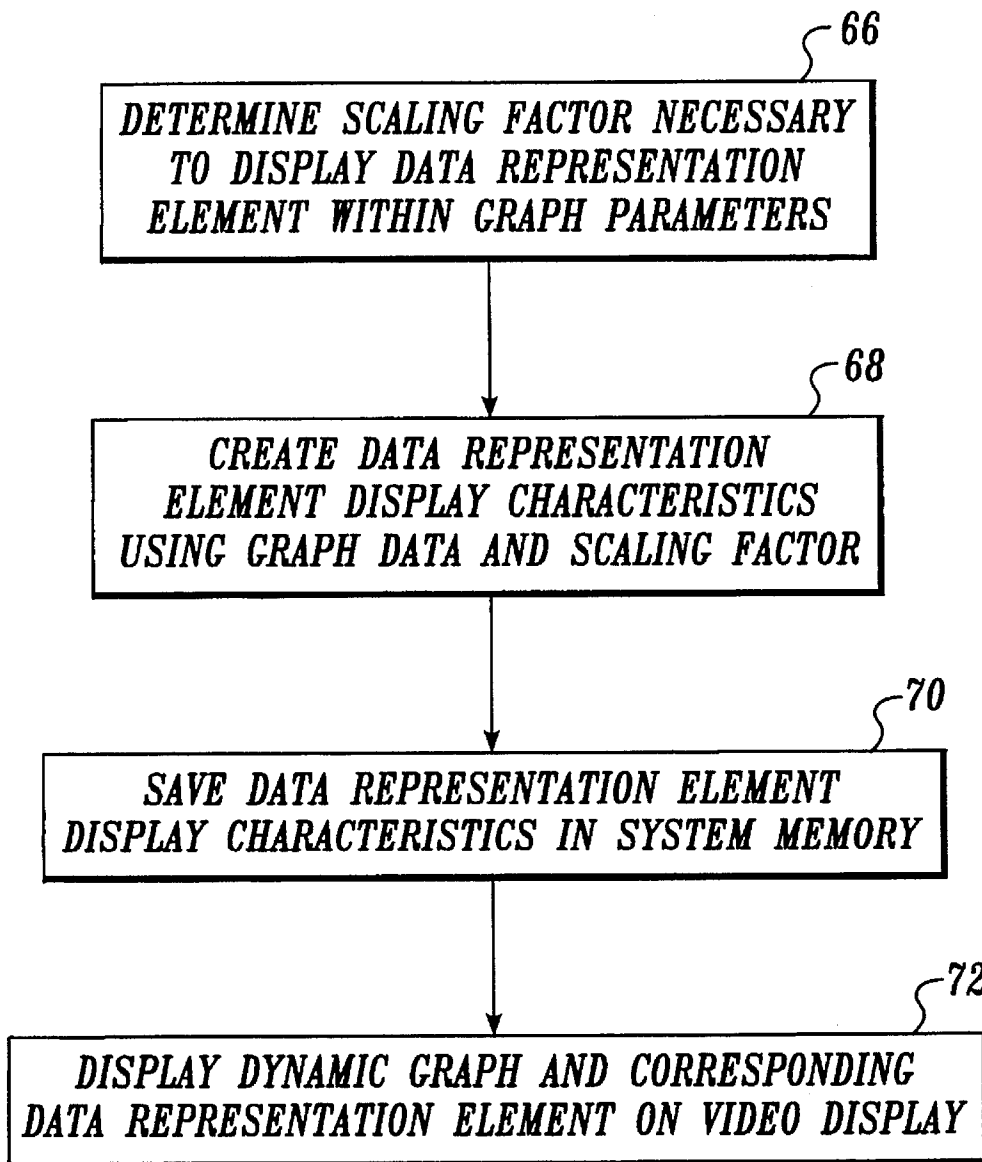 66
DETERMINE SCALING FACTOR NECESSARY
TO DISPLAY DATA REPRESENTATION
ELEMENT WITHIN GRAPH PARAMETERS
68
CREATE DATA REPRESENTATION
ELEMENT DISPLAY CHARACTERISTICS
USING GRAPH DATA AND SCALING FACTOR
70
SAVE DATA REPRESENTATION ELEMENT
DISPLAY CHARACTERISTICS IN SYSTEM MEMORY
72
DISPLAY DYNAMIC GRAPH AND CORRESPONDING
DATA REPRESENTATION ELEMENT ON VIDEO DISPLAY